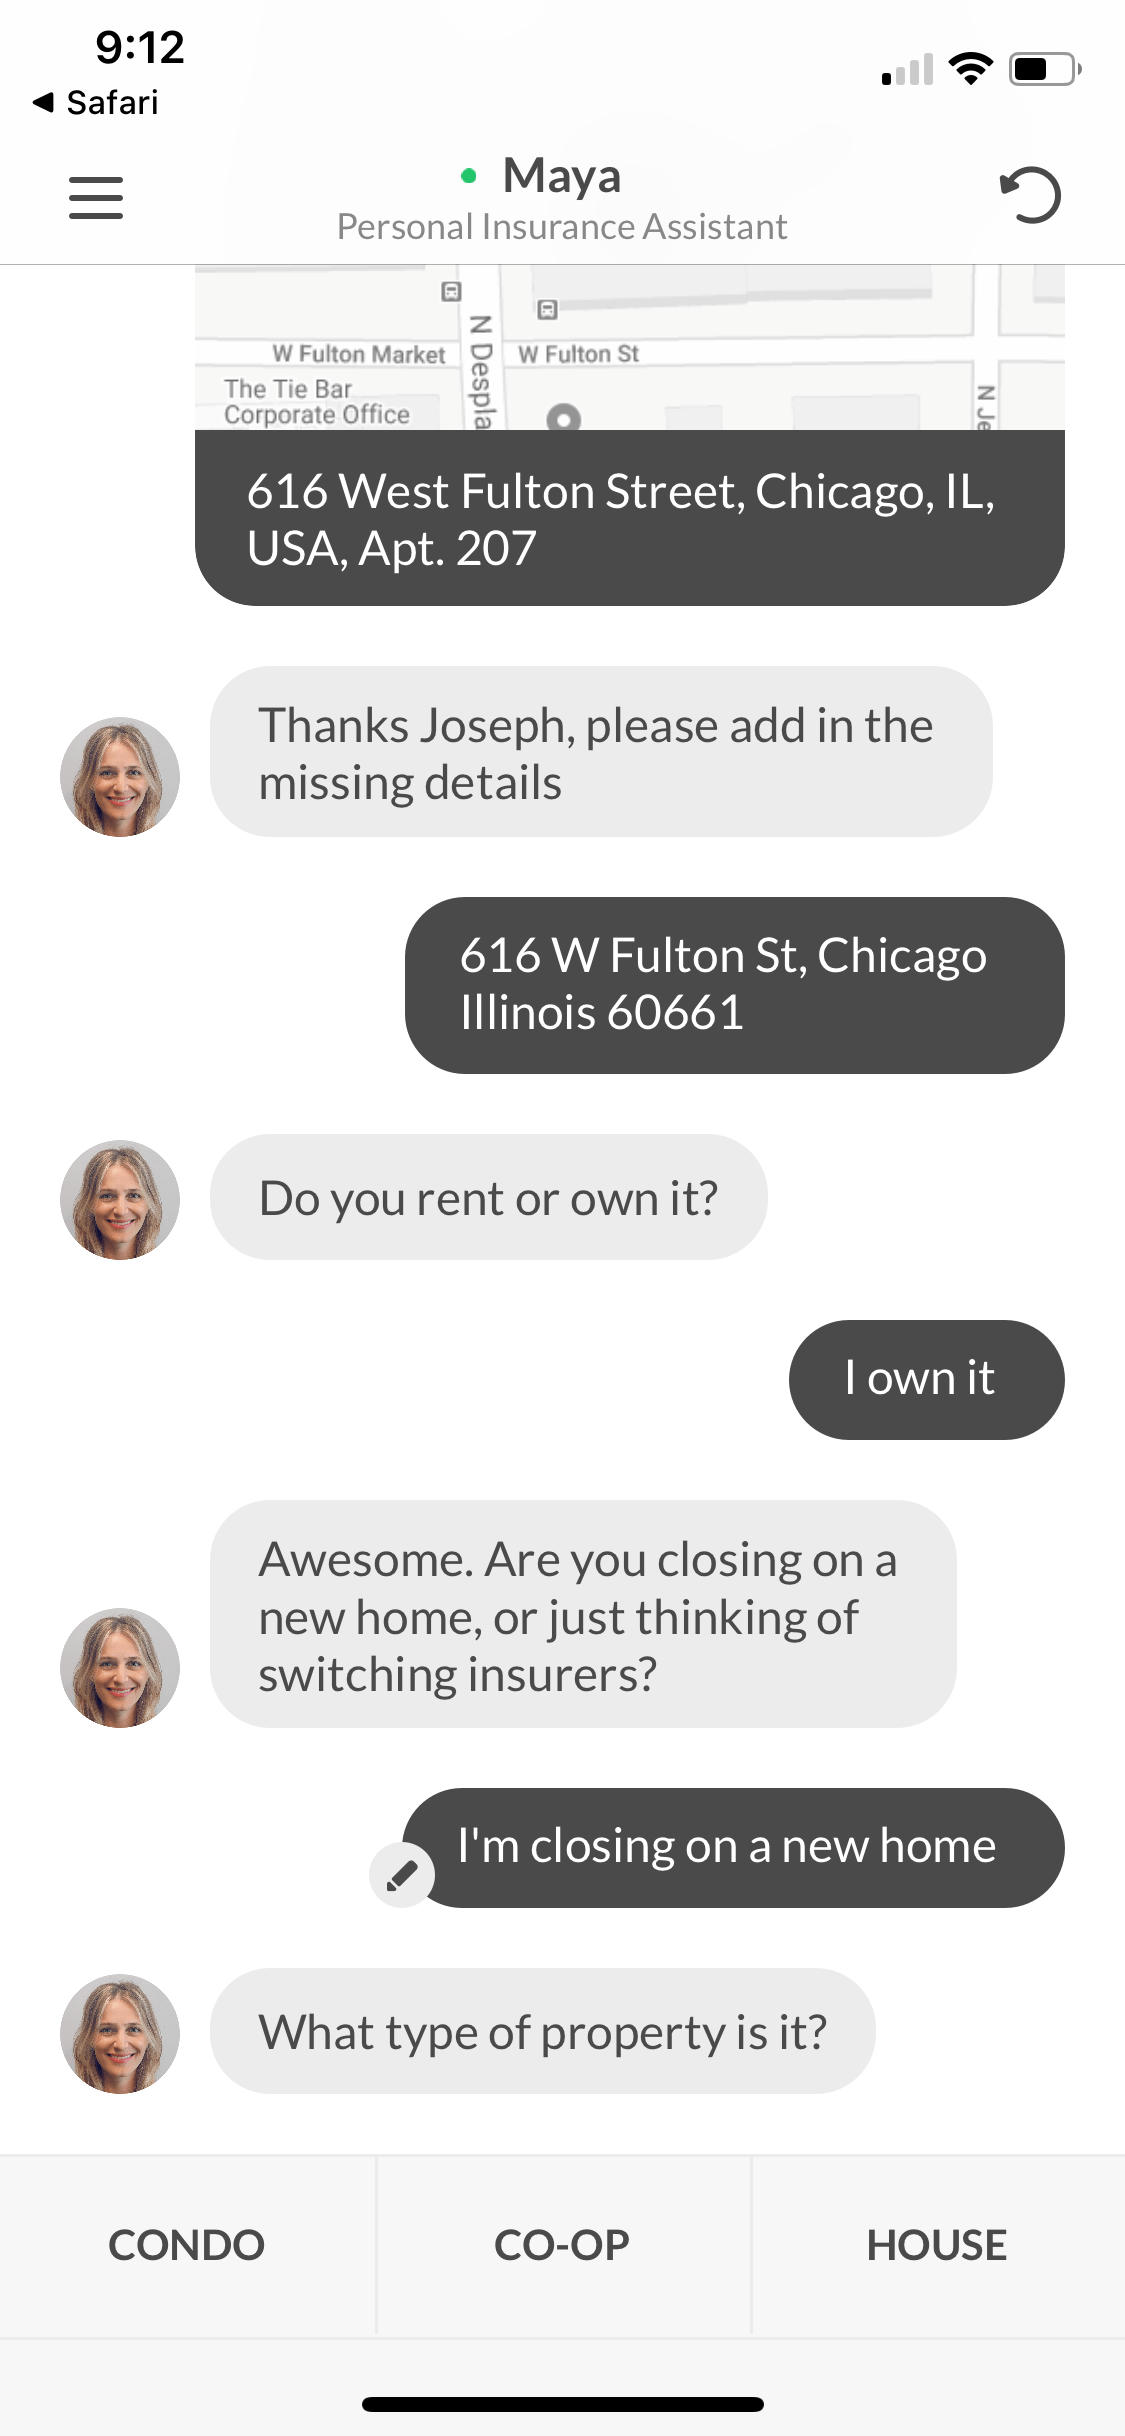 9:12
Safari
Maya
Personal Insurance Assistant
W Fulton Market
N Despla
W Fulton St
The Tie Bar
Corporate Office
N Je
616 West Fulton Street, Chicago, IL,
USA, Apt. 207
Thanks Joseph, please add in the
missing details
616 W Fulton St, Chicago
Illinois 60661
Do you rent or own it?
I own it
Awesome. Are you closing on a
new home, or just thinking of
switching insurers?
I'm closing on a new home
What type of property is it?
CONDO
CO-OP
HOUSE